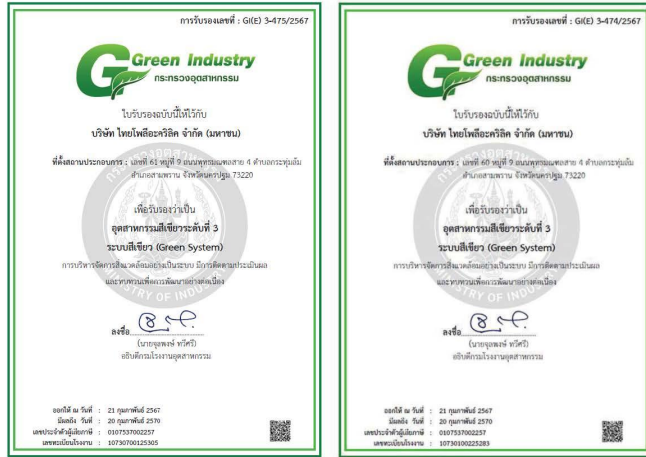 การรับรองเลขที่ : GI(E) 3-475/2567
Green Industry
กระทรวงอุตสาหกรรม
ใบรับรองฉบับนี้ให้ไว้กับ
บริษัท ไทยโพลีอะคริลิค จำกัด (มหาชน)
ที่ตั้งสถานประกอบการ : เลขที่ 61 หมู่ที่ 9 ถนนพุทธมณฑลสาย 4 ตำบลกระทุ่มล้ม
อำเภอสามพราน จังหวัดนครปฐม 73220
เพื่อรับรองว่าเป็น
อุตสาหกรรมสีเขียวระดับที่ 3
ระบบสีเขียว (Green System)
การบริหารจัดการสิ่งแวดล้อมอย่างเป็นระบบ มีการติดตามประเมินผล
และทบทวนเพื่อการพัฒนาอย่างต่อเนื่อง
ลงชื่อ
(นายจุลพงษ์ ทวีศรี)
อธิบดีกรมโรงงานอุตสาหกรรม
ออกให้ ณ วันที่ : 21 กุมภาพันธ์ 2567
มีผลถึง วันที่ : 20 กุมภาพันธ์ 2570
เลขประจำตัวผู้เสียภาษี : 0107537002257
เลขทะเบียนโรงงาน : 10730700125305
การรับรองเลขที่ : GI(E) 3-474/2567
Green Industry
กระทรวงอุตสาหกรรม
ใบรับรองฉบับนี้ให้ไว้กับ
บริษัท ไทยโพลีอะคริลิค จำกัด (มหาชน)
ที่ตั้งสถานประกอบการ : เลขที่ 60 หมู่ที่ 9 ถนนพุทธมณฑลสาย 4 ตำบลกระทุ่มล้ม
อำเภอสามพราน จังหวัดนครปฐม 73220
เพื่อรับรองว่าเป็น
อุตสาหกรรมสีเขียวระดับที่ 3
ระบบสีเขียว (Green System)
การบริหารจัดการสิ่งแวดล้อมอย่างเป็นระบบ มีการติดตามประเมินผล
และทบทวนเพื่อการพัฒนาอย่างต่อเนื่อง
ลงชื่อ
(นายจุลพงษ์ ทวีศรี)
อธิบดีกรมโรงงานอุตสาหกรรม
ออกให้ ณ วันที่ : 21 กุมภาพันธ์ 2567
มีผลถึง วันที่ : 20 กุมภาพันธ์ 2570
เลขประจำตัวผู้เสียภาษี : 0107537002257
เลขทะเบียนโรงงาน : 10730100225283